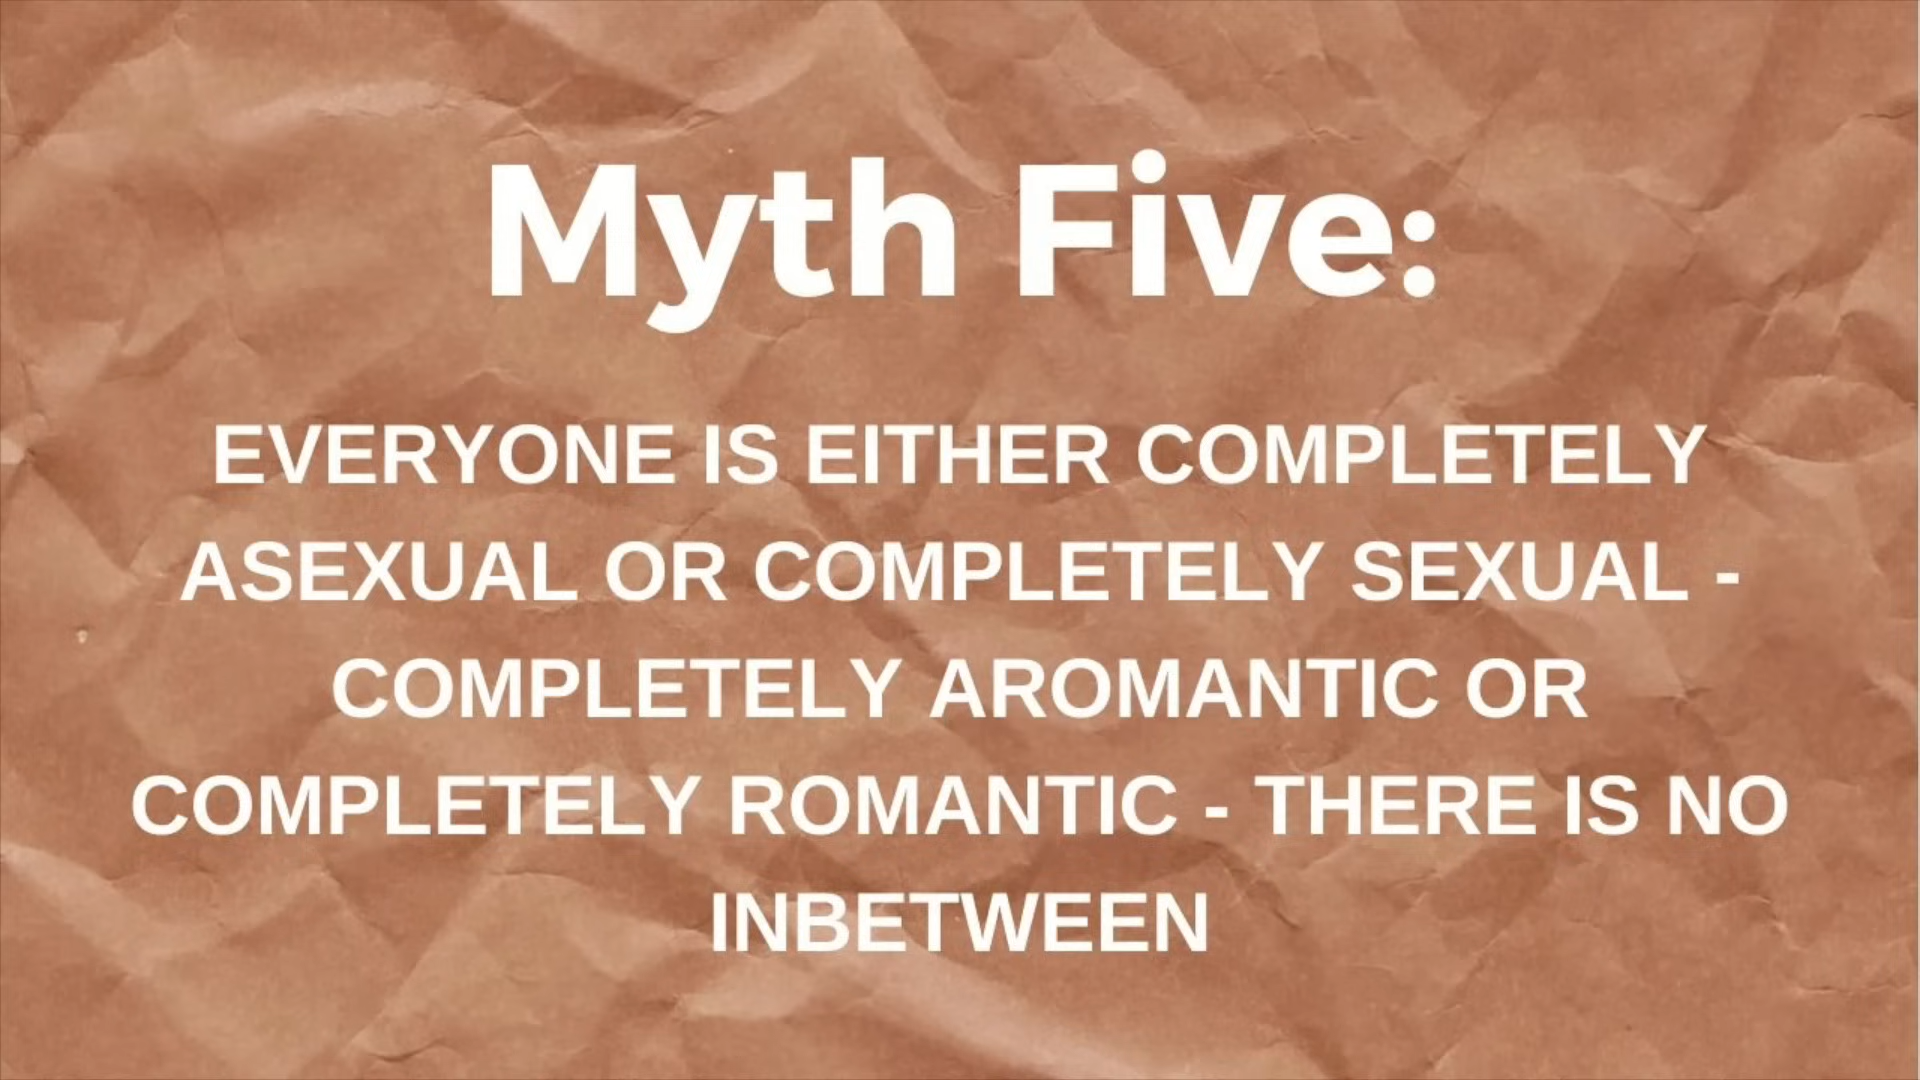 Myth Five:
EVERYONE IS EITHER COMPLETELY
ASEXUAL OR COMPLETELY SEXUAL -
COMPLETELY AROMANTIC OR
COMPLETELY ROMANTIC - THERE IS NO
INBETWEEN